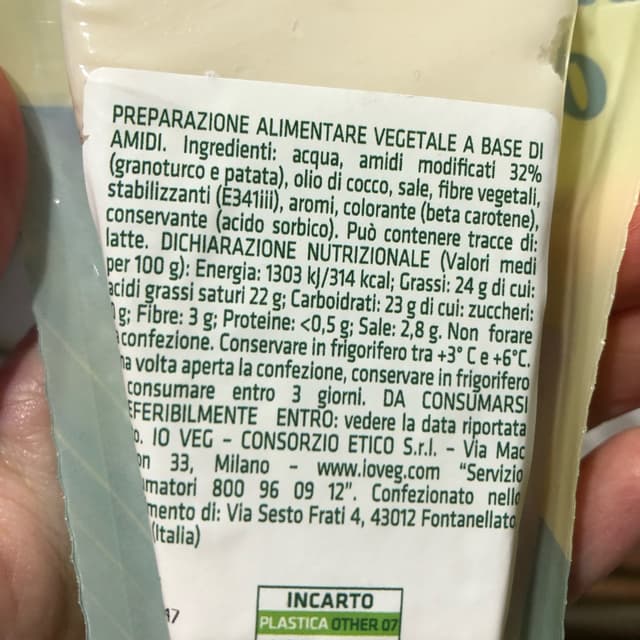 PREPARAZIONE ALIMENTARE VEGETALE A BASE DI
AMIDI. Ingredienti: acqua, amidi modificati 32%
(granoturco e patata), olio di cocco, sale, fibre vegetali,
stabilizzanti (E341iii), aromi, colorante (beta carotene),
conservante (acido sorbico). Può contenere tracce di:
latte. DICHIARAZIONE NUTRIZIONALE (Valori medi
per 100 g): Energia: 1303 kJ/314 kcal; Grassi: 24 g di cui:
acidi grassi saturi 22 g; Carboidrati: 23 g di cui: zuccheri:
g; Fibre: 3 g; Proteine: <0,5 g; Sale: 2,8 g. Non forare
confezione. Conservare in frigorifero tra +3° C e +6°C.
volta aperta la confezione, conservare in frigorifero
consumare entro 3 giorni. DA CONSUMARSI
EFERIBILMENTE ENTRO: vedere la data riportata
IO VEG - CONSORZIO ETICO S.r.l. - Via Mac
33, Milano - www.ioveg.com "Servizio
matori 800 96 09 12". Confezionato nello
mento di: Via Sesto Frati 4, 43012 Fontanellato
(Italia)
INCARTO
PLASTICA OTHER 07